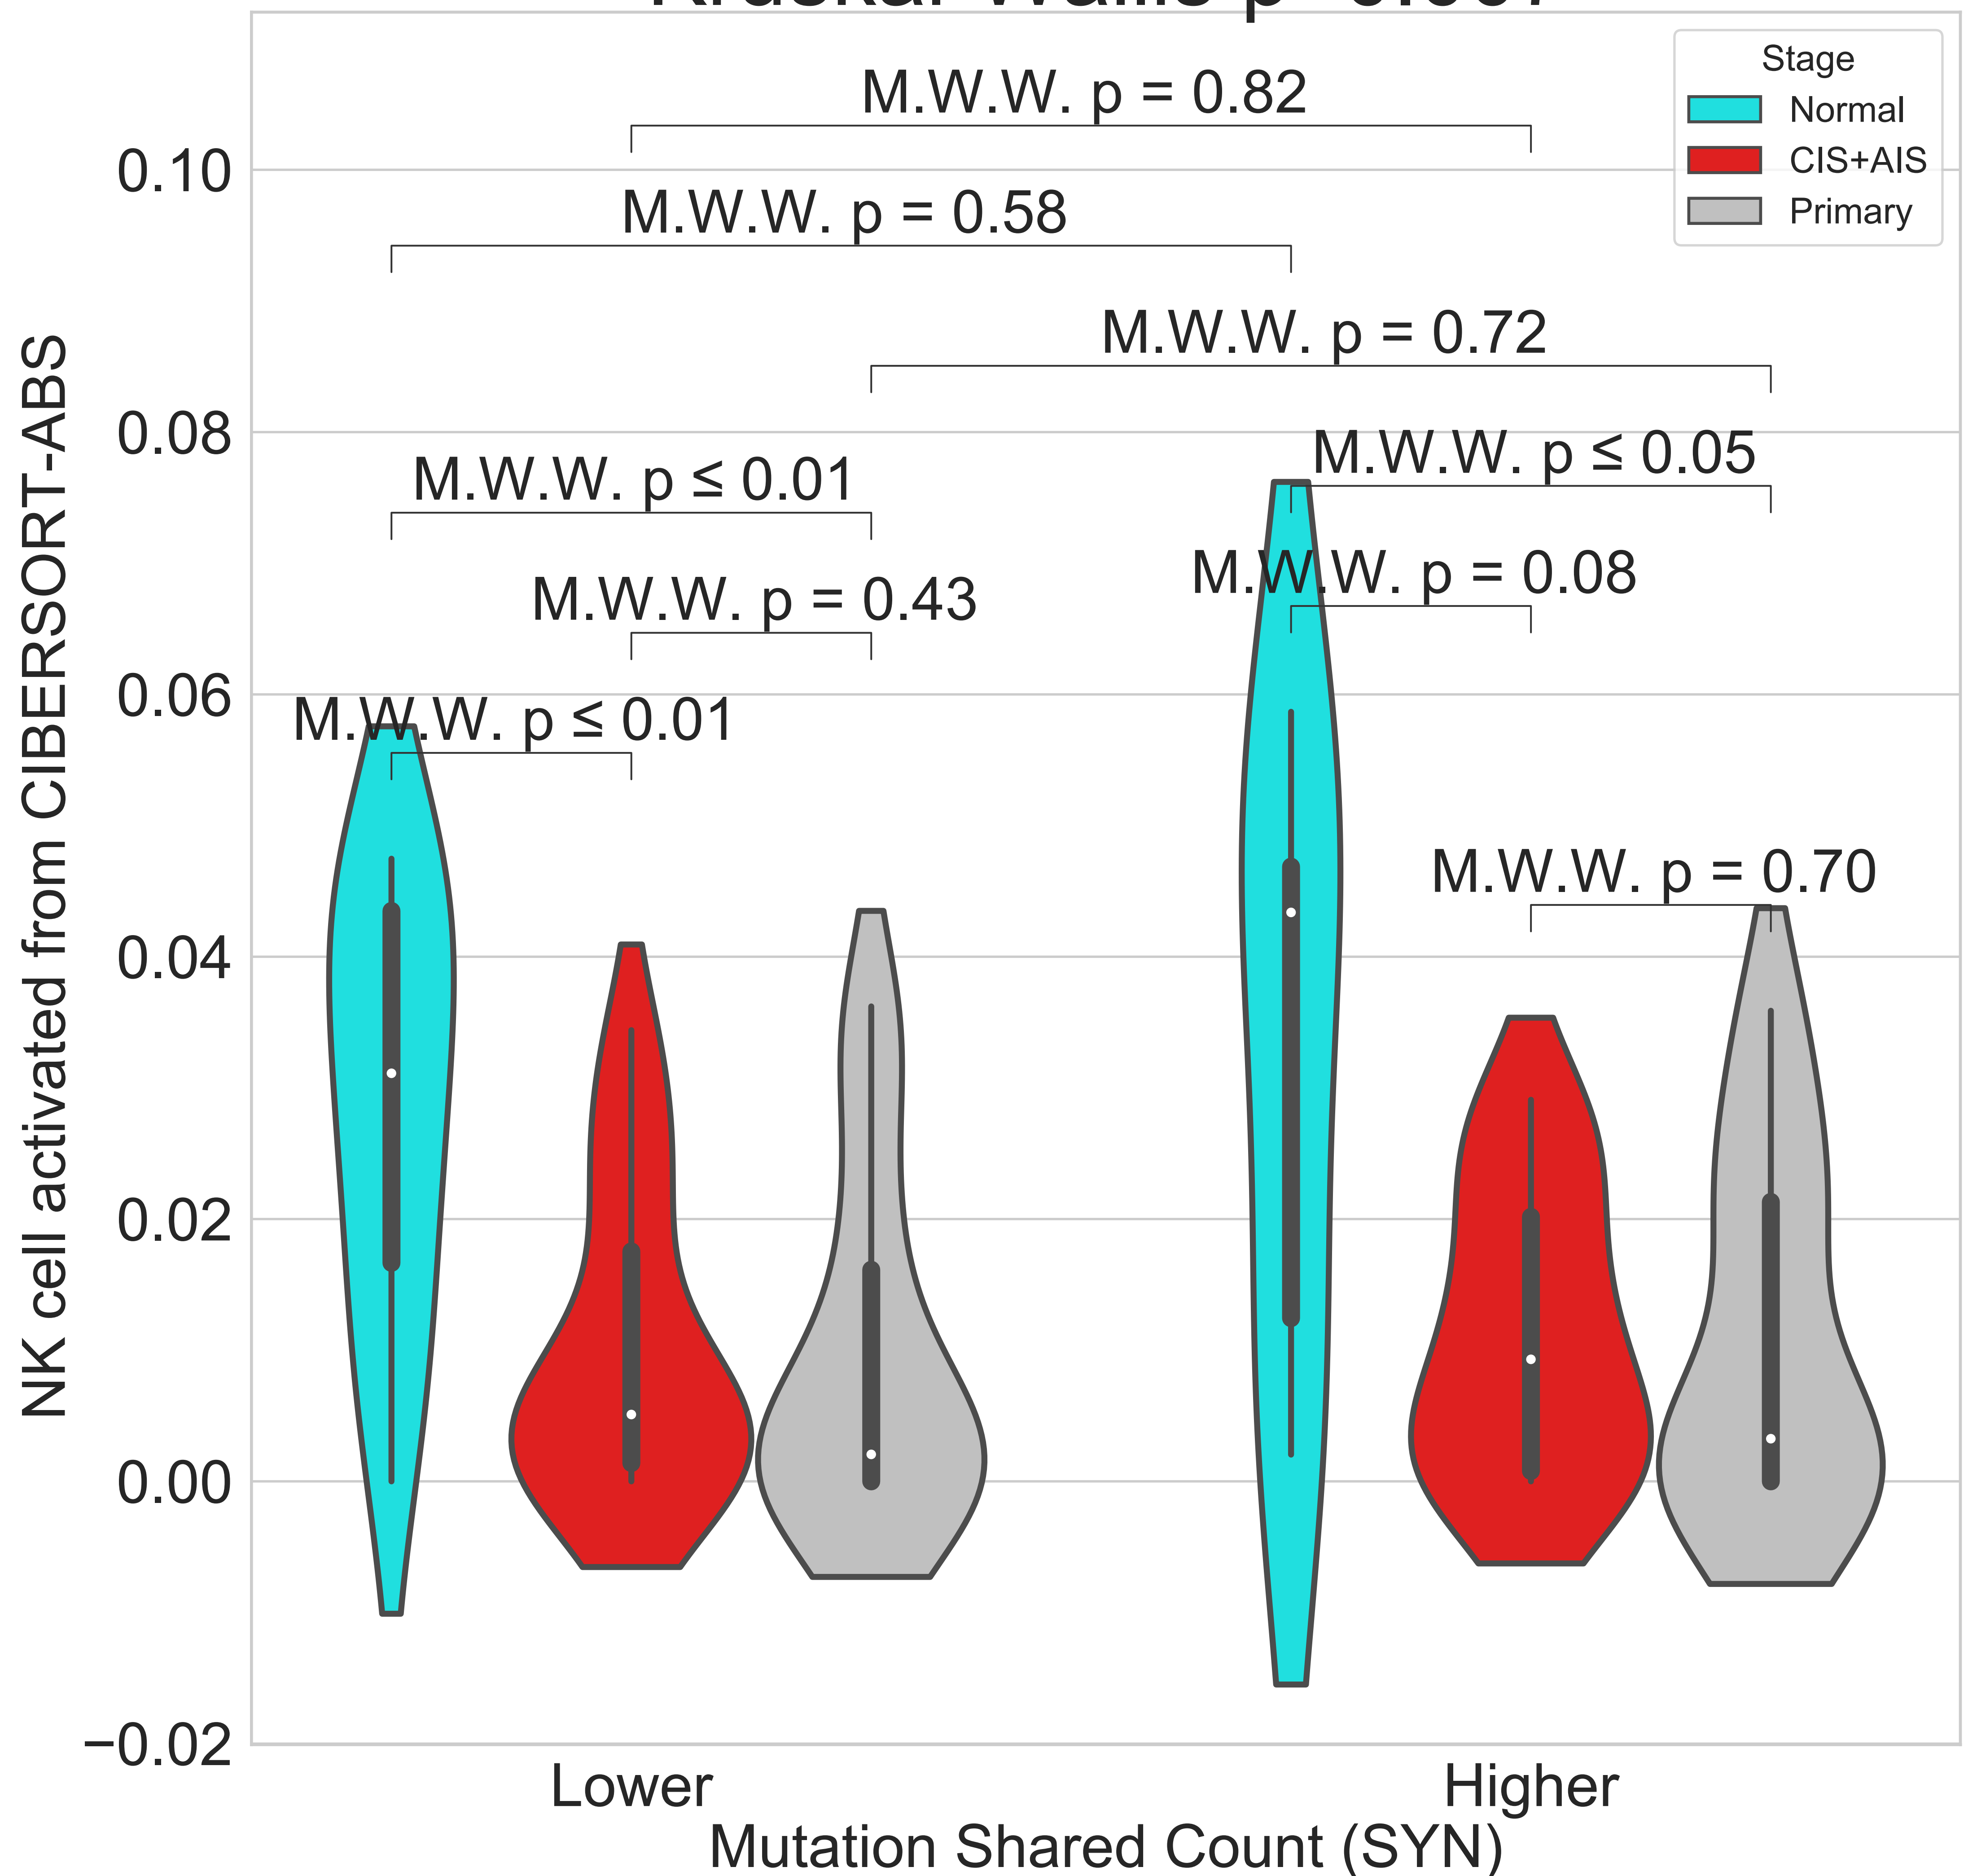 Stage
Normal
CIS+AIS
Primary
M.W.W. p = 0.82
M.W.W. p = 0.58
M.W.W. p = 0.72
M.W.W. p ≤ 0.05
M.W.W. p ≤ 0.01
M.W.W. p = 0.08
M.W.W. p = 0.43
M.W.W. p ≤ 0.01
M.W.W. p = 0.70
NK cell activated from CIBERSORT-ABS
0.10
0.08
0.06
0.04
0.02
0.00
−0.02
Lower
Higher
Mutation Shared Count (SYN)